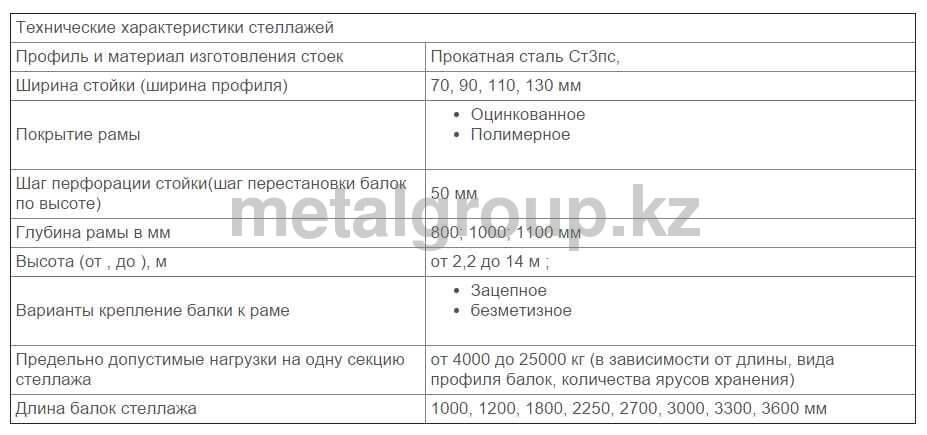 Технические характеристики стеллажей
Профиль и материал изготовления стоек
Прокатная сталь Ст3пс,
Ширина стойки (ширина профиля)
70, 90, 110, 130 мм
Покрытие рамы
• Оцинкованное
• Полимерное
Шаг перфорации стойки(шаг перестановки балок
по высоте)
50 мм
metalgroup.kz
Глубина рамы в мм
800; 1000; 1100 мм
Высота (от , до ), м
от 2,2 до 14 м ;
Варианты крепление балки к раме
• Зацепное
• безметизное
Предельно допустимые нагрузки на одну секцию
стеллажа
от 4000 до 25000 кг (в зависимости от длины, вида
профиля балок, количества ярусов хранения)
Длина балок стеллажа
1000, 1200, 1800, 2250, 2700, 3000, 3300, 3600 мм